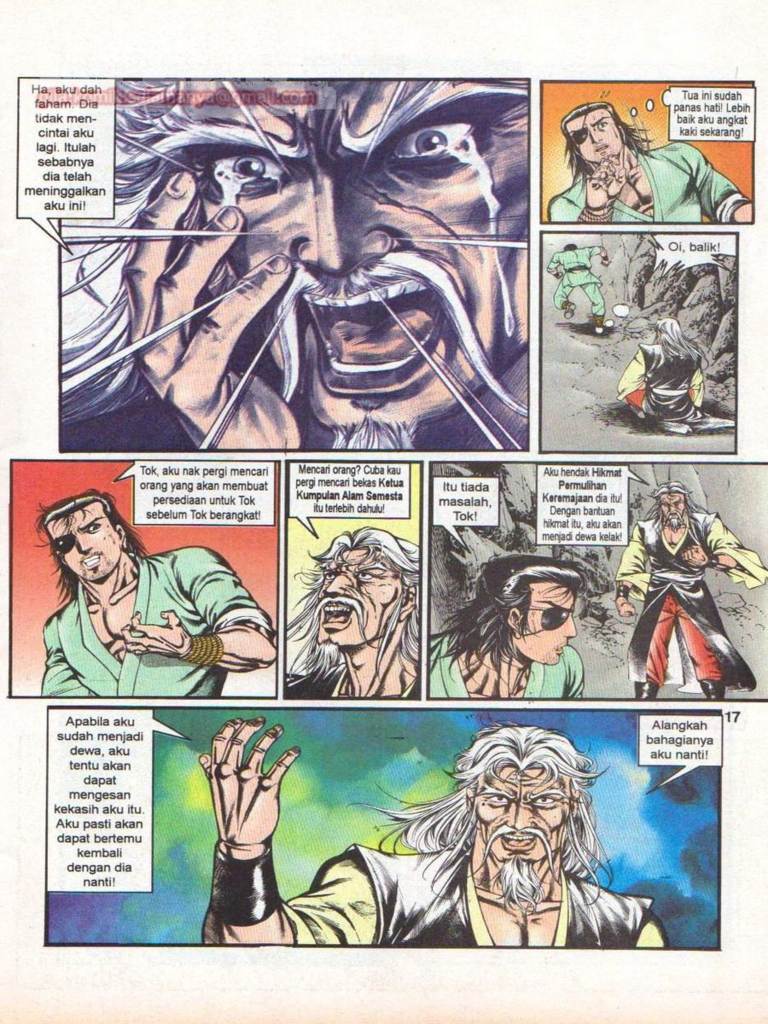 Ha, aku dah
faham. Dia
tidak men-
cintai aku
lagi. Itulah
sebabnya
dia telah
meninggalkan
aku ini!
Tua ini sudah
panas hati! Lebih
baik aku angkat
kaki sekarang!
Oi, balik!
Tok, aku nak pergi mencari
orang yang akan membuat
persediaan untuk Tok
sebelum Tok berangkat!
Mencari orang? Cuba kau
pergi mencari bekas Ketua
Kumpulan Alam Semesta
itu terlebih dahulu!
Itu tiada
masalah,
Tok!
Aku hendak Hikmat
Permulihan
Keremajaan dia itu!
Dengan bantuan
hikmat itu, aku akan
menjadi dewa kelak!
17
Apabila aku
sudah menjadi
dewa, aku
tentu akan
dapat
mengesan
kekasih aku itu.
Aku pasti akan
dapat bertemu
kembali
dengan dia
nanti!
Alangkah
bahagianya
aku nanti!